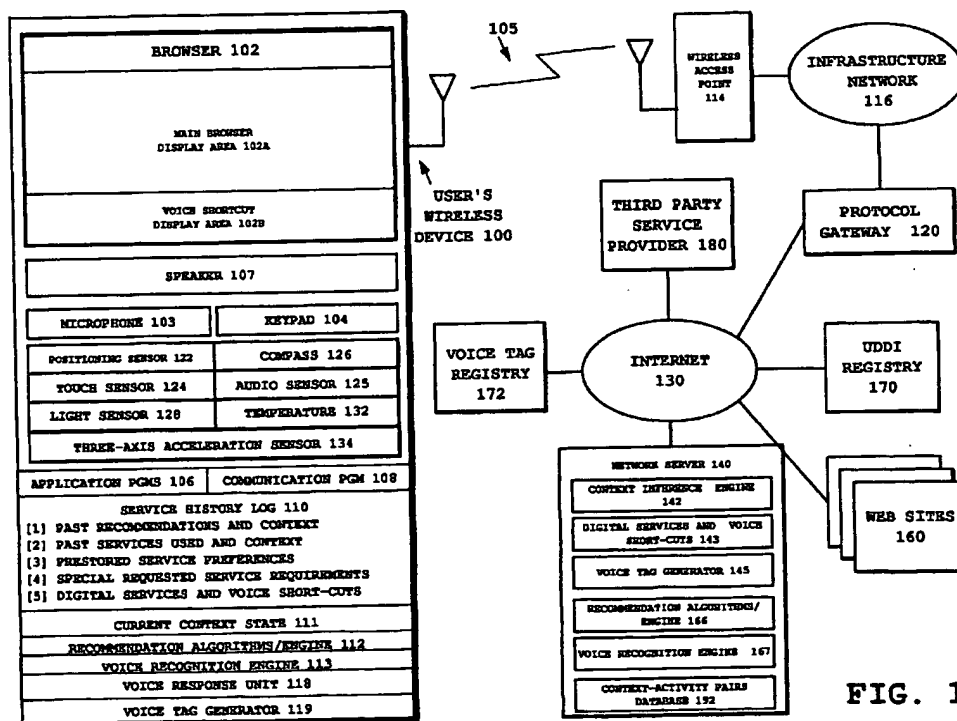 BROWSER 102
MAIN BROWSER
DISPLAY AREA 102A
VOICE SHORTCUT
DISPLAY AREA 102B
SPEAKER 107
MICROPHONE 103
KEYPAD 104
POSITIONING SENSOR 122
COMPASS 126
TOUCH SENSOR 124
AUDIO SENSOR 125
LIGHT SENSOR 128
TEMPERATURE 132
THREE-AXIS ACCELERATION SENSOR 134
APPLICATION PGMS 106
COMMUNICATION PGM 108
SERVICE HISTORY LOG 110
[1] PAST RECOMMENDATIONS AND CONTEXT
[2] PAST SERVICES USED AND CONTEXT
[3] PRESTORED SERVICE PREFERENCES
[4] SPECIAL REQUESTED SERVICE REQUIREMENTS
[5] DIGITAL SERVICES AND VOICE SHORT-CUTS
CURRENT CONTEXT STATE 111
RECOMMENDATION ALGORITHMS/ENGINE 112
VOICE RECOGNITION ENGINE 113
VOICE RESPONSE UNIT 118
VOICE TAG GENERATOR 119
105
USER'S
WIRELESS
DEVICE 100
WIRELESS
ACCESS
POINT
114
INFRASTRUCTURE
NETWORK
116
THIRD PARTY
SERVICE
PROVIDER 180
PROTOCOL
GATEWAY 120
VOICE TAG
REGISTRY
172
INTERNET
130
UDDI
REGISTRY
170
NETWORK SERVER 140
CONTEXT INFERENCE ENGINE
142
DIGITAL SERVICES AND VOICE
SHORT-CUTS 143
VOICE TAG GENERATOR 145
RECOMMENDATION ALGORITHMS/
ENGINE 166
VOICE RECOGNITION ENGINE 167
CONTEXT-ACTIVITY PAIRS
DATABASE 192
WEB SITES
160
FIG. 1